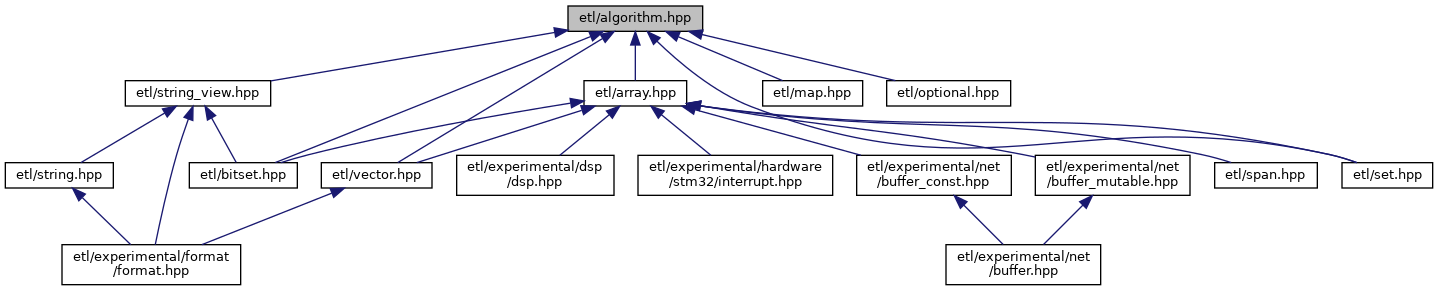 etl/algorithm.hpp
etl/string_view.hpp
etl/array.hpp
etl/map.hpp
etl/optional.hpp
etl/string.hpp
etl/bitset.hpp
etl/vector.hpp
etl/experimental/dsp
/dsp.hpp
etl/experimental/hardware
/stm32/interrupt.hpp
etl/experimental/net
/buffer_const.hpp
etl/experimental/net
/buffer_mutable.hpp
etl/span.hpp
etl/set.hpp
etl/experimental/format
/format.hpp
etl/experimental/net
/buffer.hpp